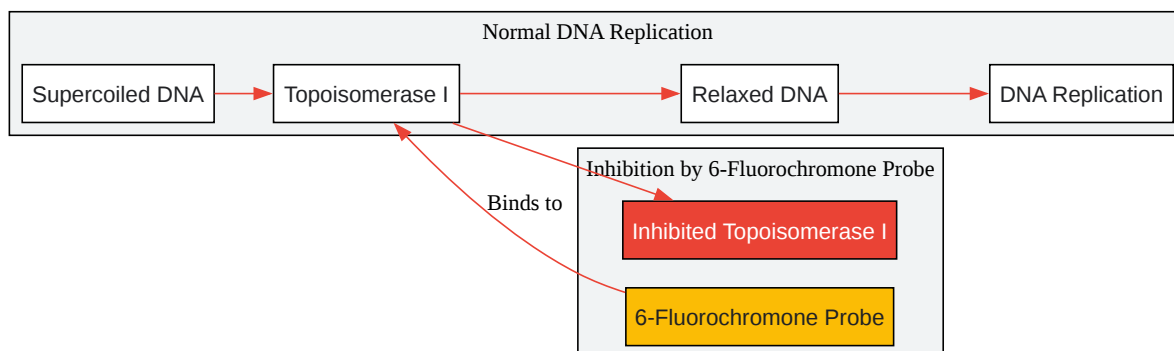 Normal DNA Replication
Supercoiled DNA
Topoisomerase I
Relaxed DNA
DNA Replication
Inhibition by 6-Fluorochromone Probe
Binds to
Inhibited Topoisomerase I
6-Fluorochromone Probe